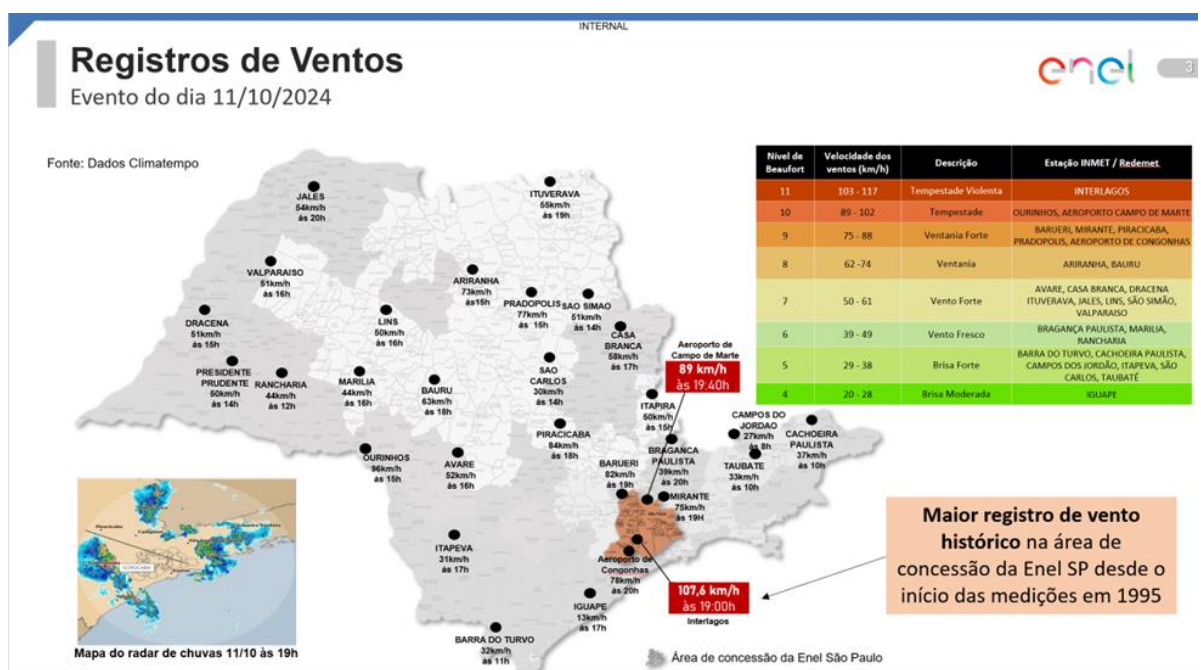 INTERNAL
Registros de Ventos
Evento do dia 11/10/2024
enel
3
Fonte: Dados Climatempo
Nível de Beaufort Velocidade dos ventos (km/h) Descrição Estação INMET / Redemet
11 103 - 117 Tempestade Violenta INTERLAGOS
10 89 - 102 Tempestade OURINHOS, AEROPORTO CAMPO DE MARTE
9 75 - 88 Ventania Forte BARUERI, MIRANTE, PIRACICABA, PRADOPOLIS, AEROPORTO DE CONGONHAS
8 62 -74 Ventania ARIRANHA, BAURU
7 50 - 61 Vento Forte AVARE, CASA BRANCA, DRACENA ITUVERAVA, JALES, LINS, SÃO SIMÃO, VALPARAISO
6 39 - 49 Vento Fresco BRAGANÇA PAULISTA, MARILIA, RANCHARIA
5 29 - 38 Brisa Forte BARRA DO TURVO, CACHOEIRA PAULISTA, CAMPOS DOS JORDÃO, ITAPEVA, SÃO CARLOS, TAUBATÉ
4 20 - 28 Brisa Moderada IGUAPE
JALES
54km/h
às 20h
ITUVERAVA
55km/h
às 19h
VALPARAISO
51km/h
às 16h
ARIRANHA
73km/h
às15h
PRADOPOLIS
77km/h
às 15h
SAO SIMAO
51km/h
às 14h
DRACENA
51km/h
às 15h
LINS
50km/h
às 16h
CASA
BRANCA
58km/h
às 17h
Aeroporto de
Campo de Marte
89 km/h
às 19:40h
PRESIDENTE
PRUDENTE
50km/h
às 14h
RANCHARIA
44km/h
às 12h
MARILIA
44km/h
às 16h
BAURU
63km/h
às 18h
SAO
CARLOS
30km/h
às 14h
ITAPIRA
50km/h
às 15h
CAMPOS DO
JORDAO
27km/h
às 8h
CACHOEIRA
PAULISTA
37km/h
às 10h
PIRACICABA
84km/h
às 18h
BRAGANCA
PAULISTA
39km/h
às 20h
TAUBATE
33km/h
às 10h
OURINHOS
96km/h
às 15h
AVARE
52km/h
às 16h
BARUERI
82km/h
às 19h
MIRANTE
75km/h
às 19H
ITAPEVA
31km/h
às 17h
Aeroporto de
Congonhas
78km/h
às 20h
107,6 km/h
às 19:00h
Interlagos
IGUAPE
13km/h
às 17h
BARRA DO TURVO
32km/h
às 11h
Maior registro de vento
histórico na área de
concessão da Enel SP desde o
início das medições em 1995
Mapa do radar de chuvas 11/10 às 19h
Área de concessão da Enel São Paulo